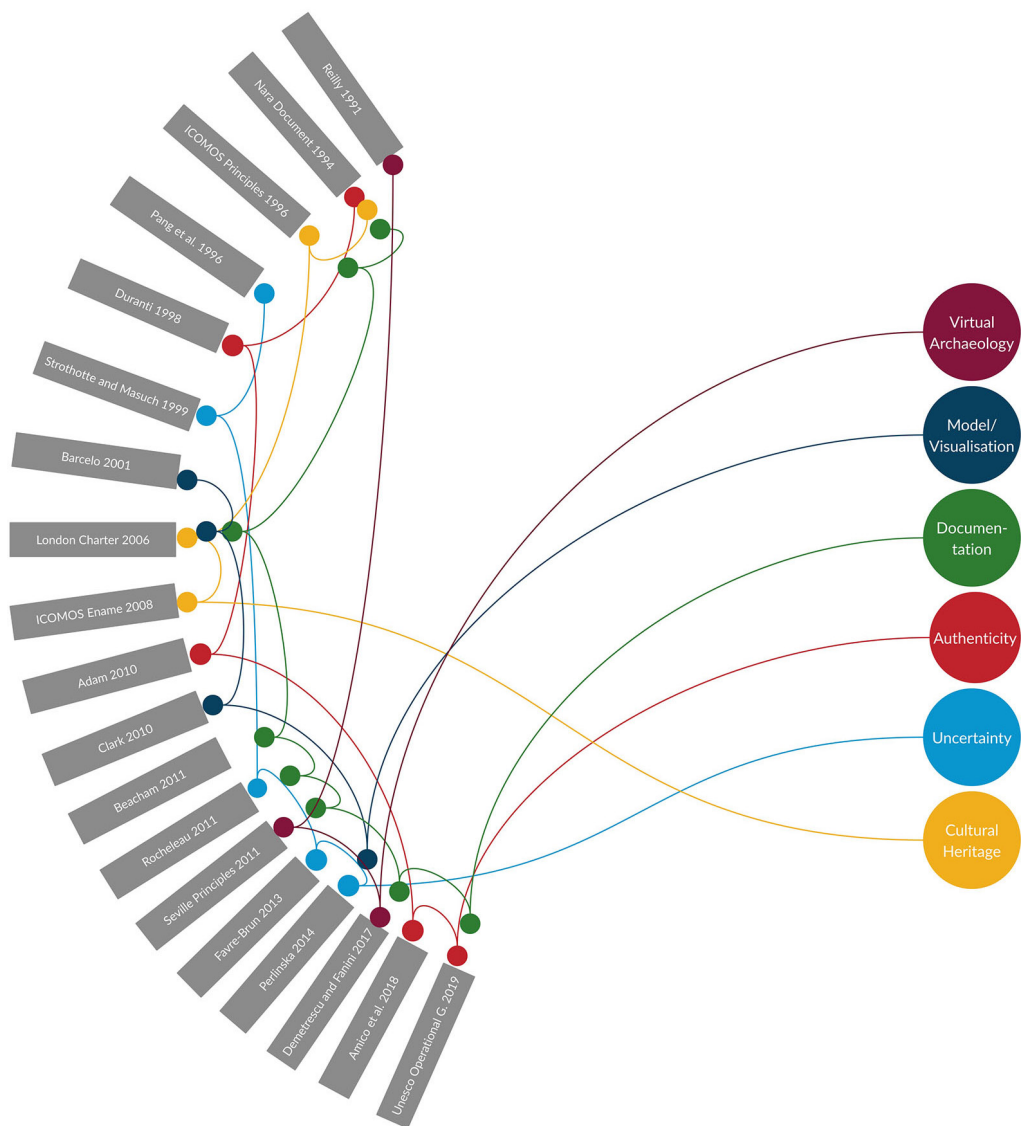 Reilly 1991
Nara Document 1994
ICOMOS Principles 1996
Pang et al. 1996
Duranti 1998
Strothotte and Masuch 1999
Barcelo 2001
London Charter 2006
ICOMOS Ename 2008
Adam 2010
Clark 2010
Beacham 2011
Rocheleau 2011
Seville Principles 2011
Favre-Brun 2013
Perlinska 2014
Demetrescu and Fanini 2017
Amico et al. 2018
Unesco Operational G. 2019
Virtual
Archaeology
Model/
Visualisation
Documen-
tation
Authenticity
Uncertainty
Cultural
Heritage